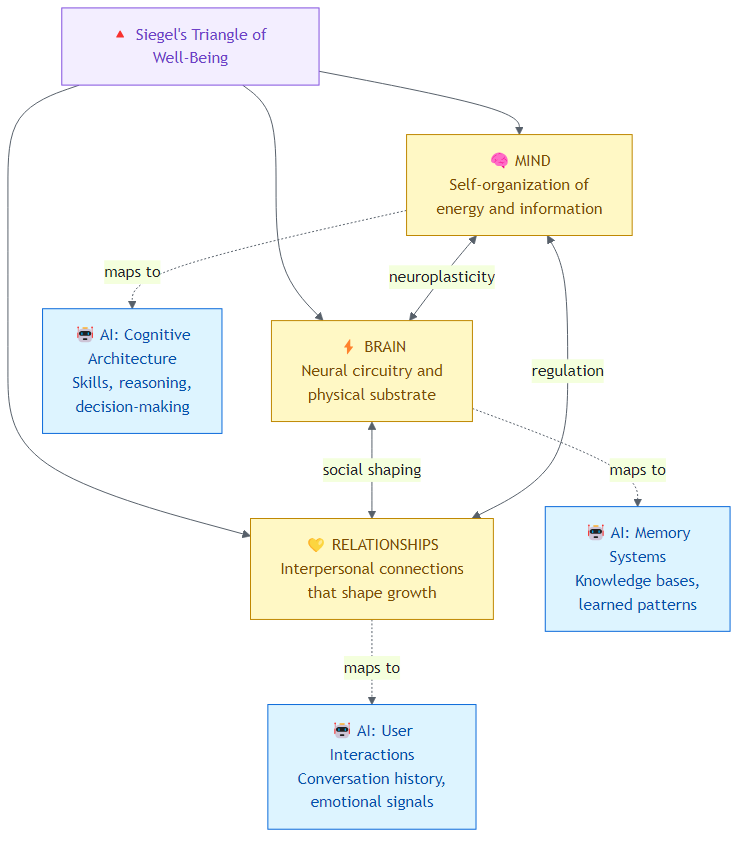 🔺 Siegel's Triangle of
Well-Being
🧠 MIND
Self-organization of
energy and information
maps to
neuroplasticity
🤖 AI: Cognitive
Architecture
Skills, reasoning,
decision-making
⚡ BRAIN
Neural circuitry and
physical substrate
regulation
social shaping
maps to
💛 RELATIONSHIPS
Interpersonal connections
that shape growth
🤖 AI: Memory
Systems
Knowledge bases,
learned patterns
maps to
🤖 AI: User
Interactions
Conversation history,
emotional signals